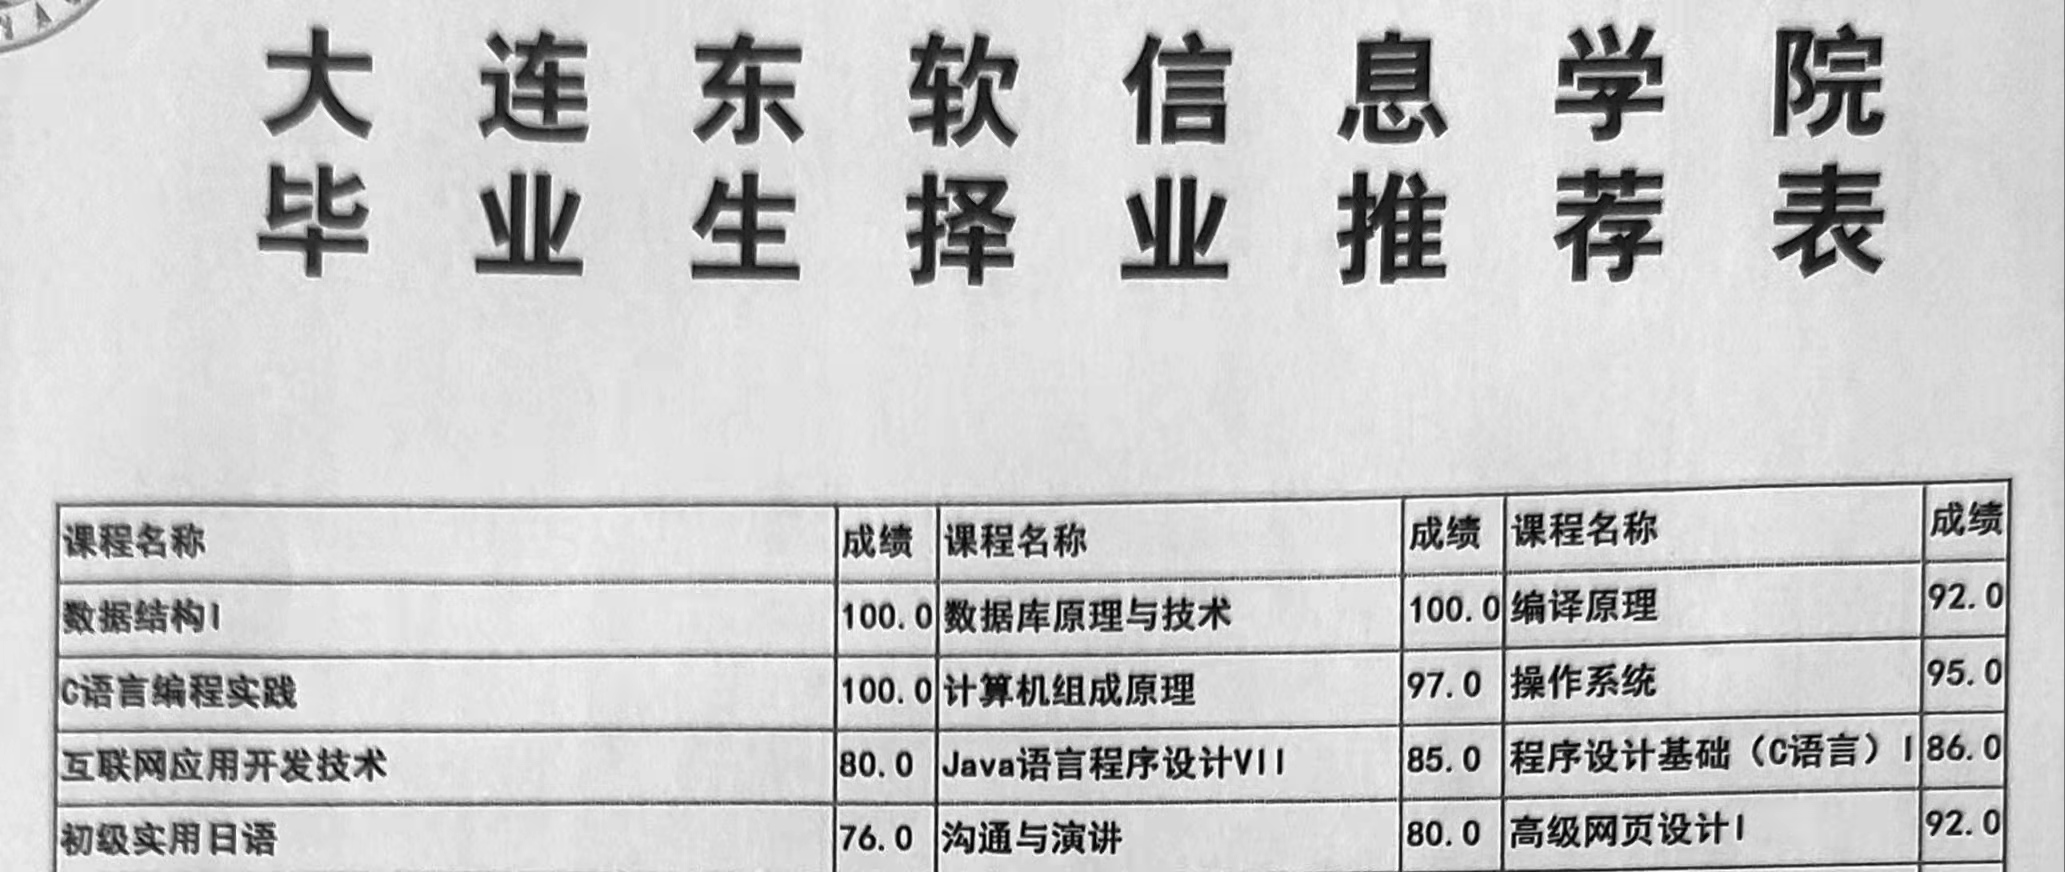 大连东软信息学院
毕业生择业推荐表
课程名称 成绩 课程名称 成绩 课程名称 成绩
数据结构I 100.0 数据库原理与技术 100.0 编译原理 92.0
C语言编程实践 100.0 计算机组成原理 97.0 操作系统 95.0
互联网应用开发技术 80.0 Java语言程序设计VII 85.0 程序设计基础（C语言）I 86.0
初级实用日语 76.0 沟通与演讲 80.0 高级网页设计I 92.0